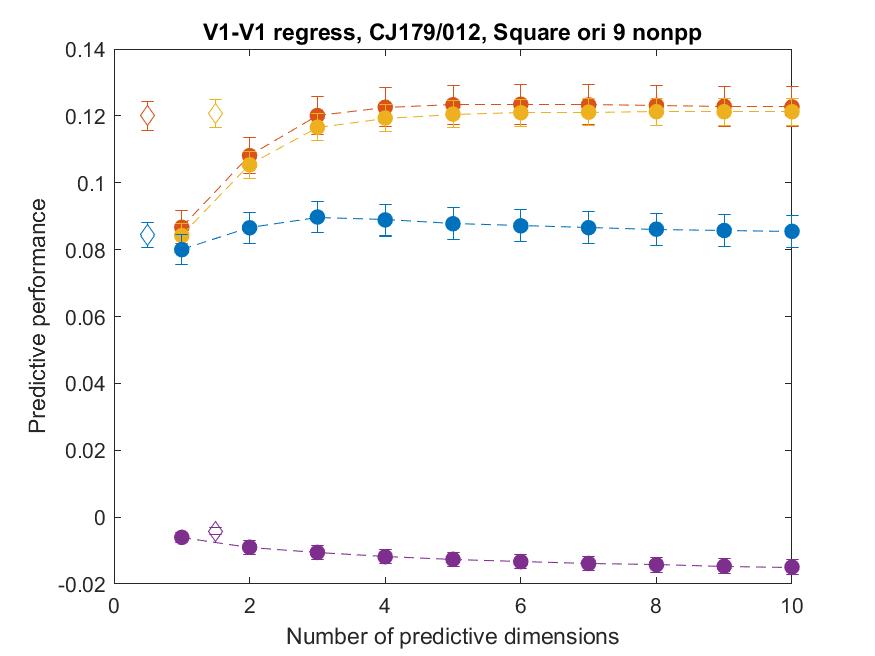 V1-V1 regress, CJ179/012, Square ori 9 nonpp
0.14
0.12
0.1
0.08
0.06
0.04
0.02
0
-0.02
Predictive performance
0 2 4 6 8 10
Number of predictive dimensions